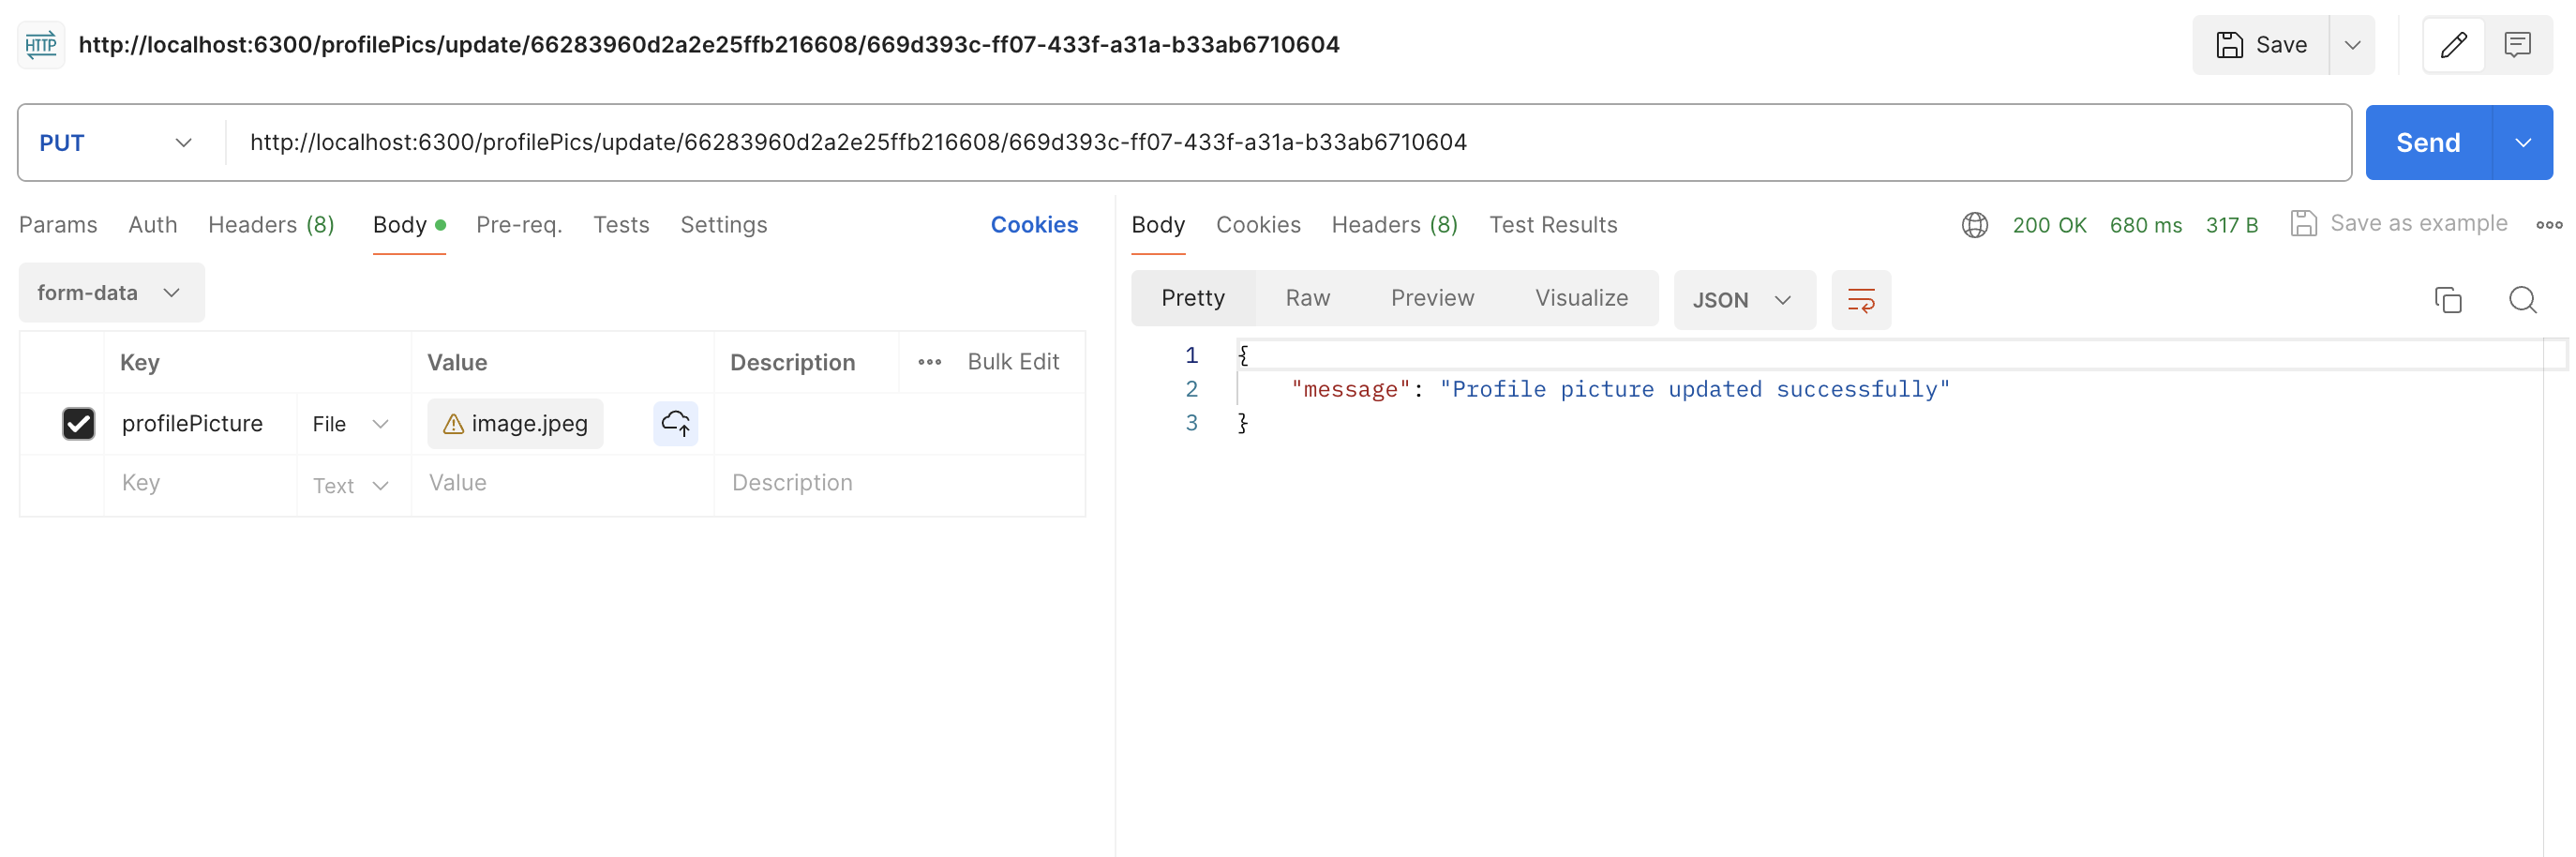 HTTP http://localhost:6300/profilePics/update/66283960d2a2e25ffb216608/669d393c-ff07-433f-a31a-b33ab6710604 Save
PUT http://localhost:6300/profilePics/update/66283960d2a2e25ffb216608/669d393c-ff07-433f-a31a-b33ab6710604 Send
Params Auth Headers (8) Body Pre-req. Tests Settings Cookies
form-data
Key Value Description Bulk Edit
profilePicture File image.jpeg
Key Text Value Description
Body Cookies Headers (8) Test Results 200 OK 680 ms 317 B Save as example
Pretty Raw Preview Visualize JSON
1 {
2 "message": "Profile picture updated successfully"
3 }